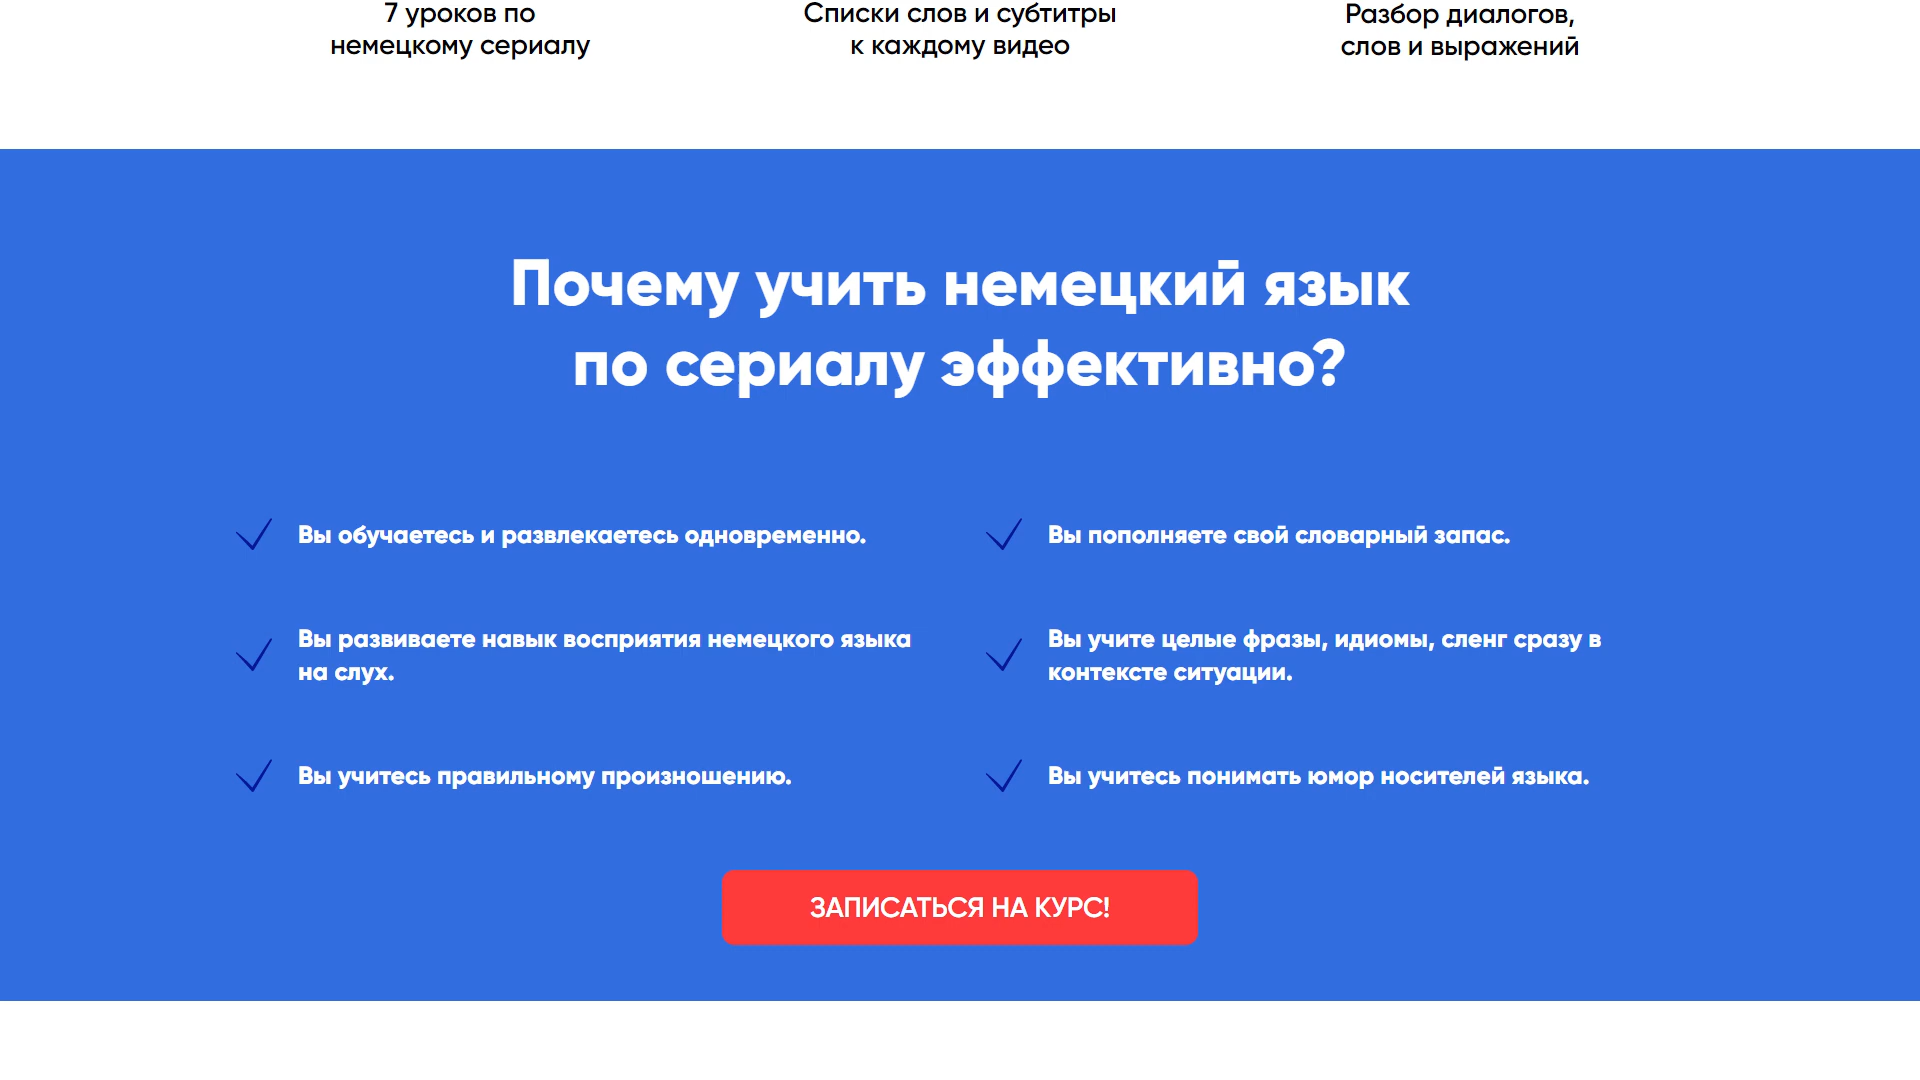 7 уроков по
немецкому сериалу
Списки слов и субтитры
к каждому видео
Разбор диалогов,
слов и выражений
Почему учить немецкий язык
по сериалу эффективно?
Вы обучаетесь и развлекаетесь одновременно.
Вы пополняете свой словарный запас.
Вы развиваете навык восприятия немецкого языка
на слух.
Вы учите целые фразы, идиомы, сленг сразу в
контексте ситуации.
Вы учитесь правильному произношению.
Вы учитесь понимать юмор носителей языка.
ЗАПИСАТЬСЯ НА КУРС!